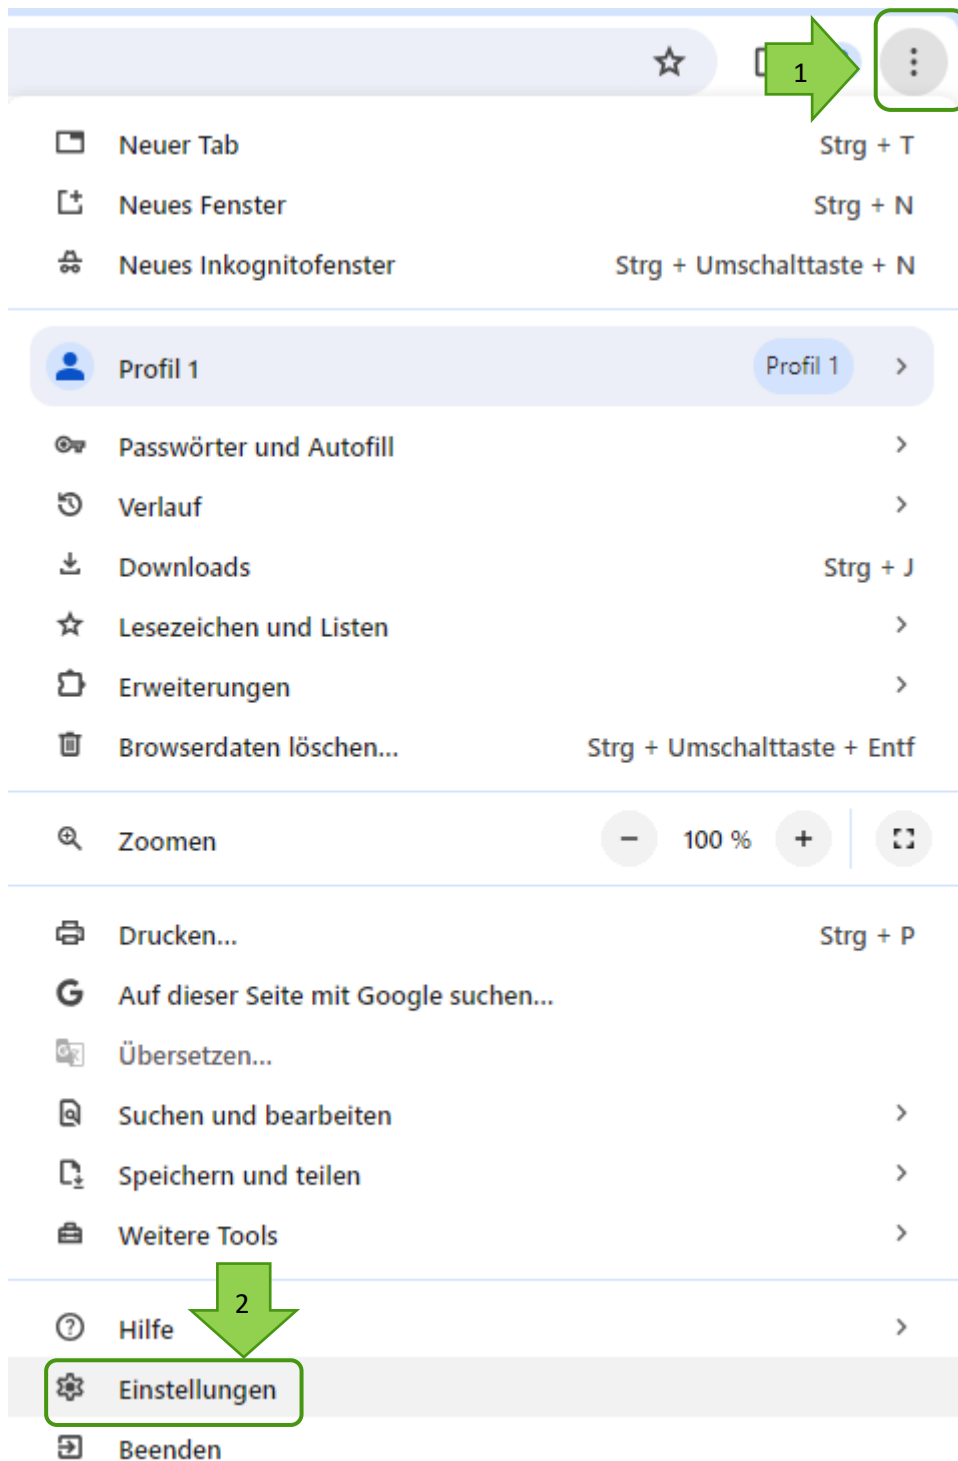 1
Neuer Tab Strg + T
Neues Fenster Strg + N
Neues Inkognitofenster Strg + Umschalttaste + N
Profil 1 Profil 1
Passwörter und Autofill
Verlauf
Downloads Strg + J
Lesezeichen und Listen
Erweiterungen
Browserdaten löschen... Strg + Umschalttaste + Entf
Zoomen − 100 % +
Drucken... Strg + P
G Auf dieser Seite mit Google suchen...
Übersetzen...
Suchen und bearbeiten
Speichern und teilen
Weitere Tools
2
Hilfe
Einstellungen
Beenden